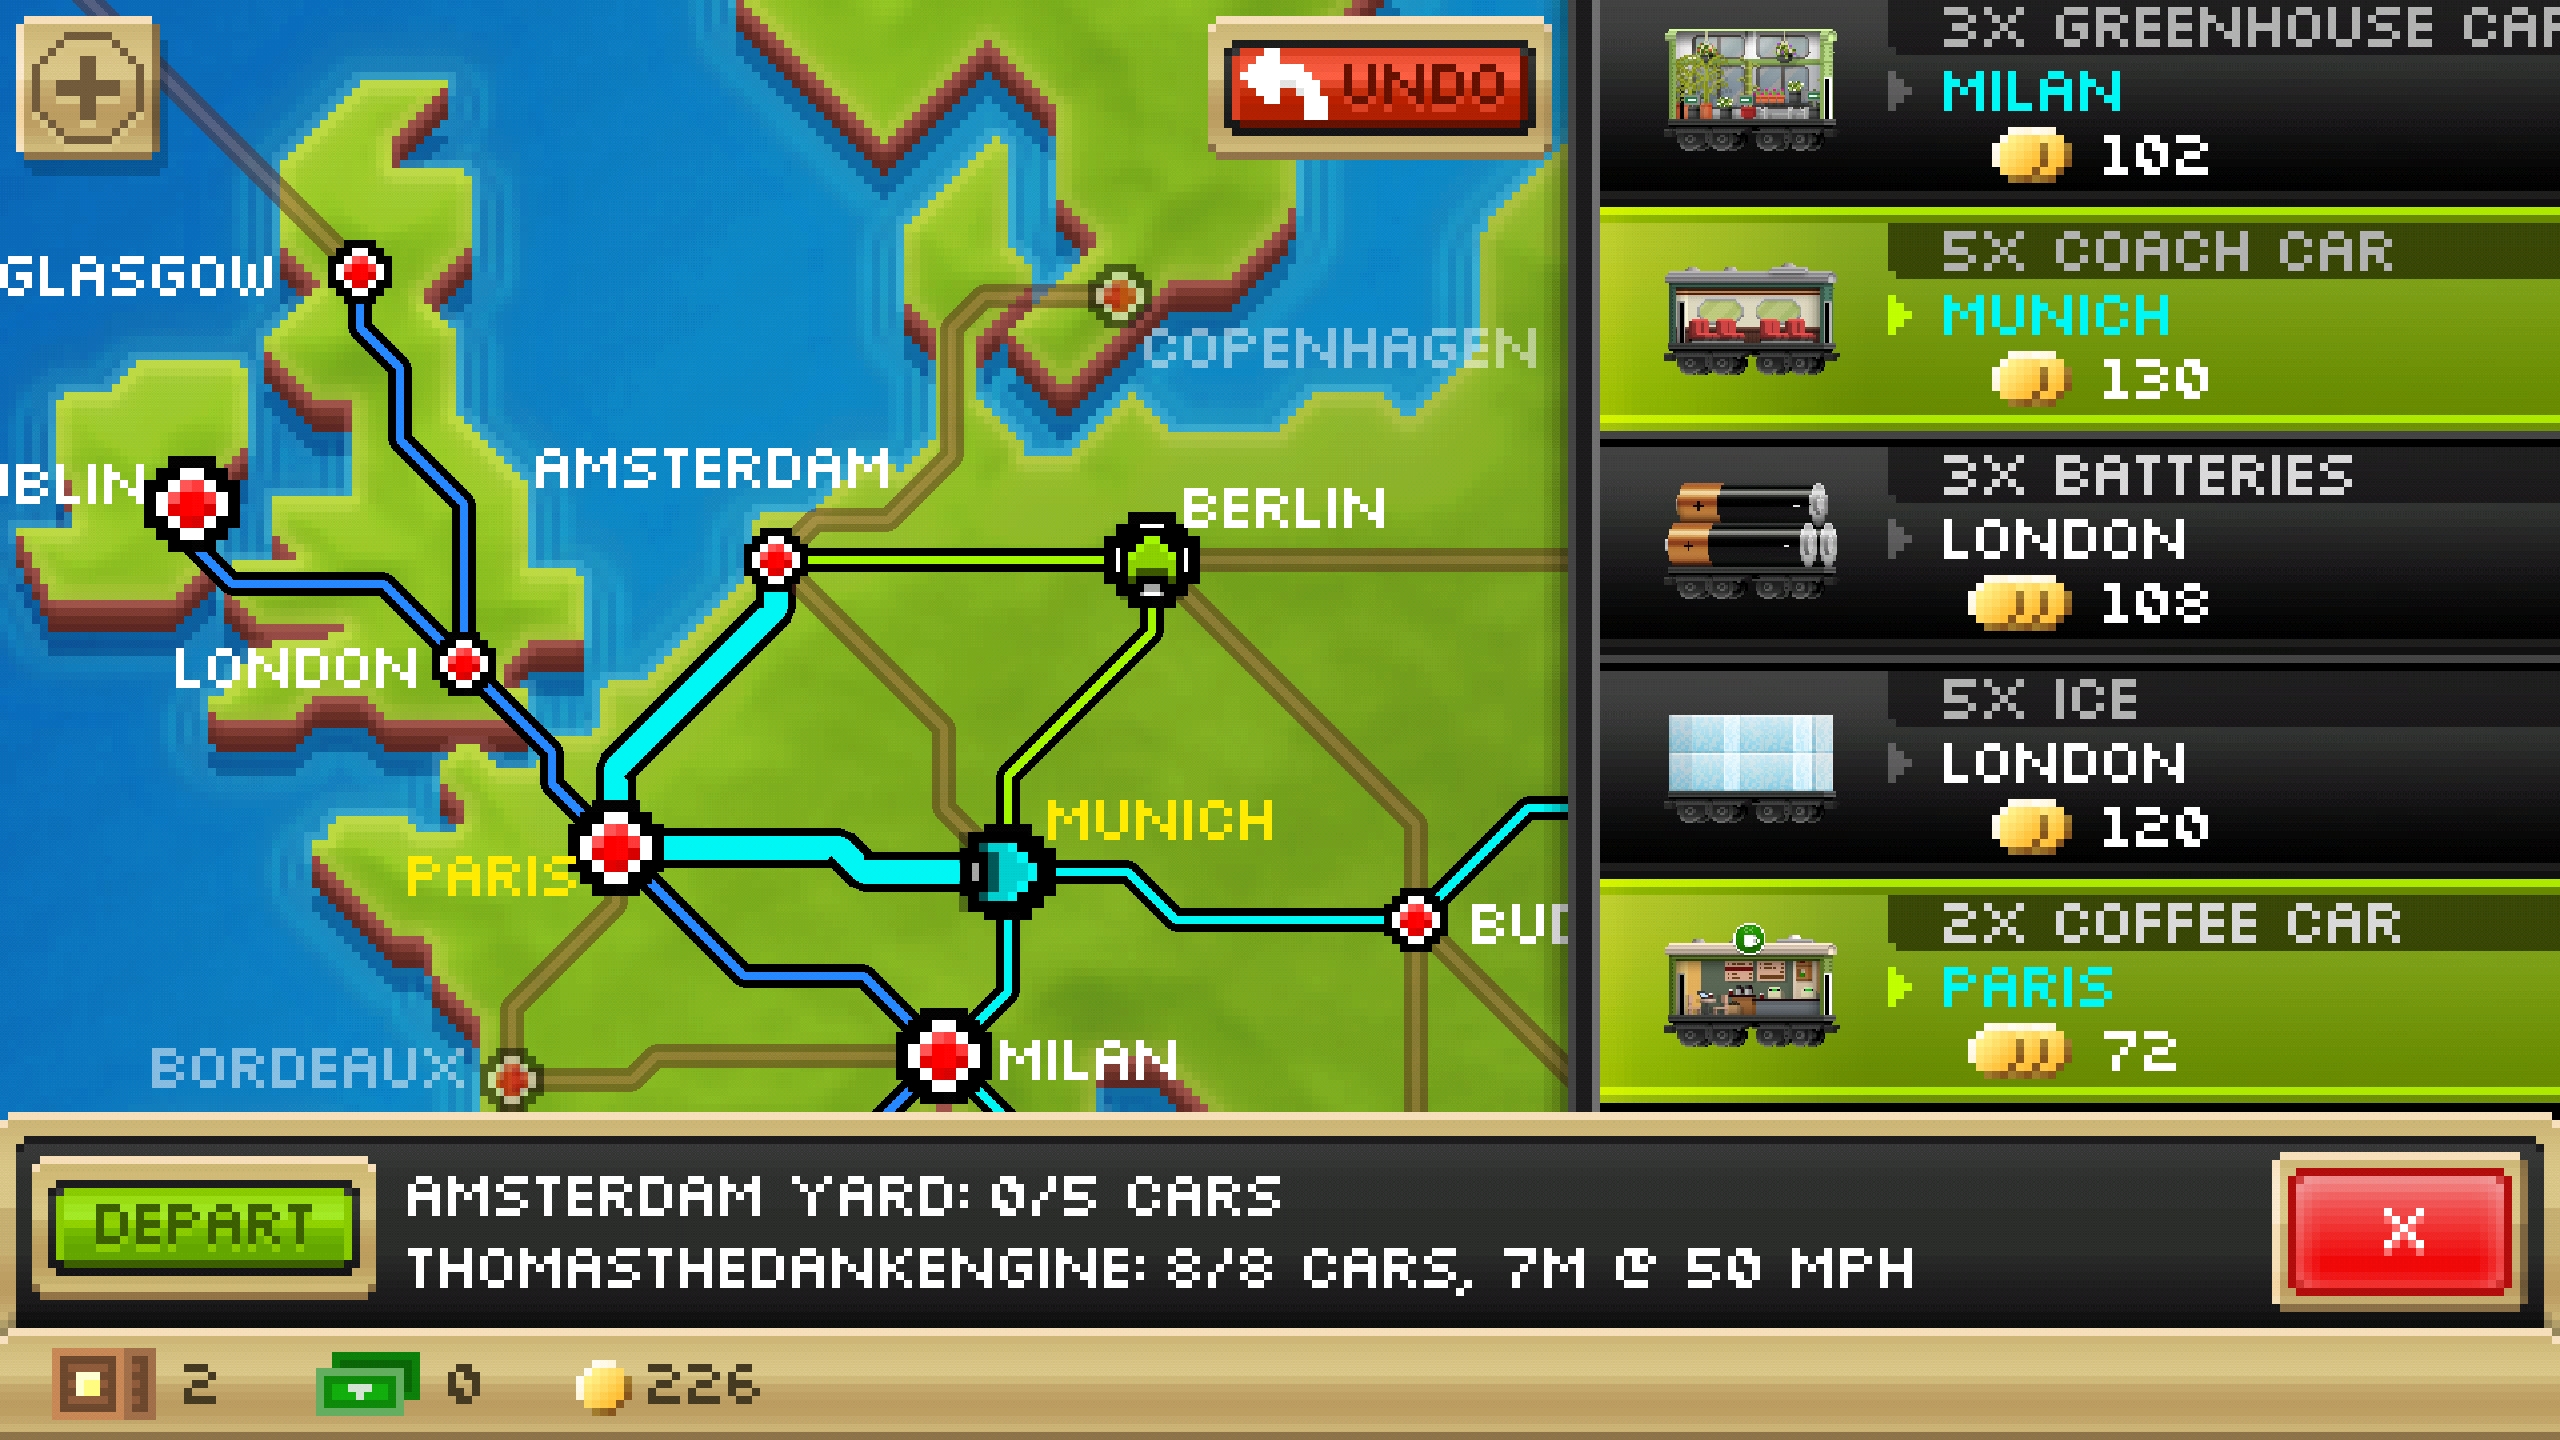 UNDO
GLASGOW
COPENHAGEN
AMSTERDAM
BLIN
BERLIN
LONDON
MUNICH
PARIS
BUD
MILAN
BORDEAUX
3X GREENHOUSE CAR
MILAN
102
5X COACH CAR
MUNICH
130
3X BATTERIES
LONDON
108
5X ICE
LONDON
120
2X COFFEE CAR
PARIS
72
DEPART
AMSTERDAM YARD: 0/5 CARS
THOMASTHEDANKENGINE: 8/8 CARS, 7M @ 50 MPH
X
2
0
226